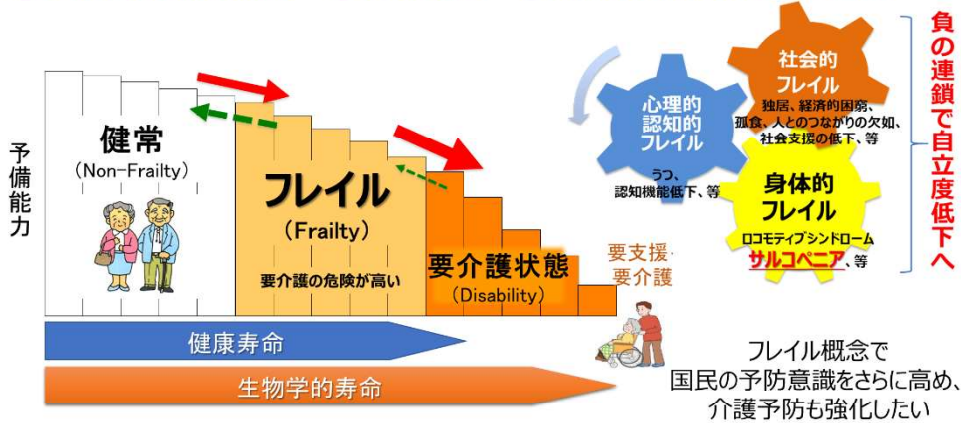 予備能力
健常
(Non-Frailty)
フレイル
(Frailty)
要介護の危険が高い
要介護状態
(Disability)
要支援・
要介護
健康寿命
生物学的寿命
心理的
認知的
フレイル
うつ、
認知機能低下、等
社会的
フレイル
独居、経済的困窮、
孤食、人とのつながりの欠如、
社会支援の低下、等
身体的
フレイル
ロコモティブシンドローム
サルコペニア、等
負の連鎖で自立度低下へ
フレイル概念で
国民の予防意識をさらに高め、
介護予防も強化したい